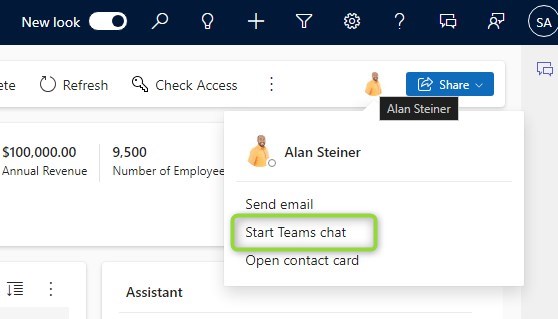 New look
SA
ete
Refresh
Check Access
Share
Alan Steiner
$100,000.00
Annual Revenue
9,500
Number of Employee
Alan Steiner
Send email
Start Teams chat
Open contact card
Assistant